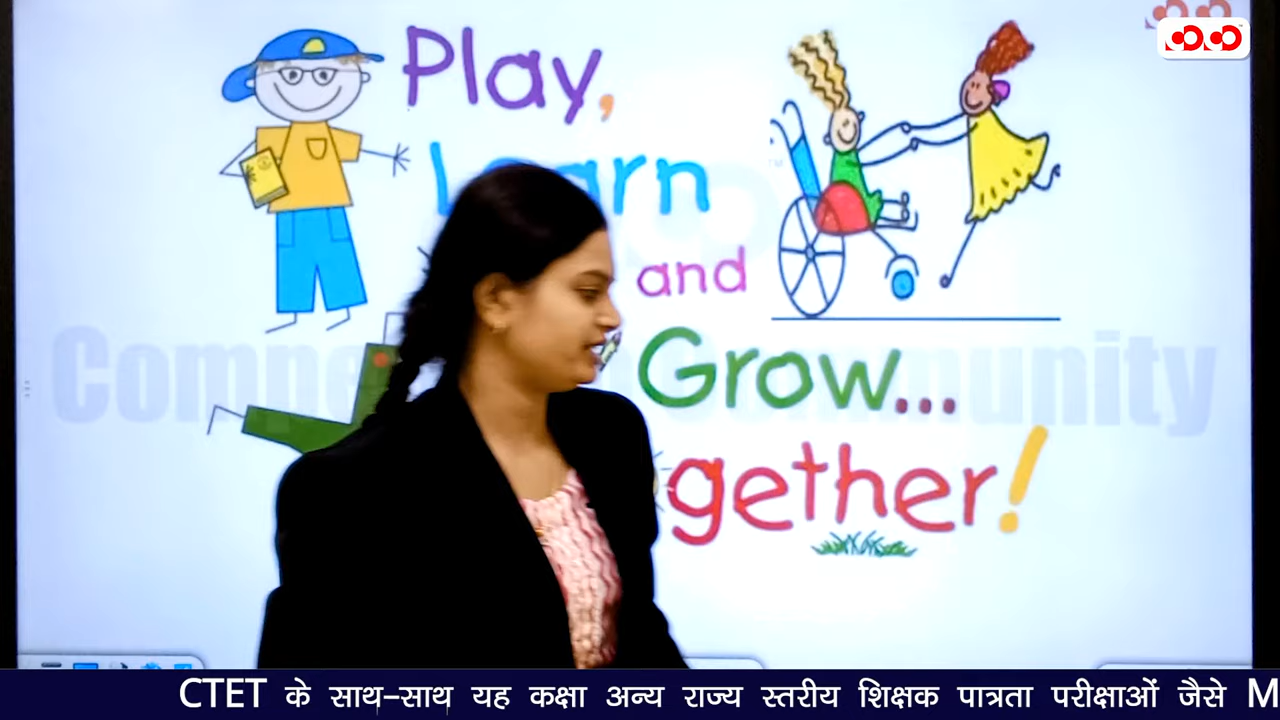 Play,
and
Grow...
gether!
CTET के साथ-साथ यह कक्षा अन्य राज्य स्तरीय शिक्षक पात्रता परीक्षाओं जैसे M